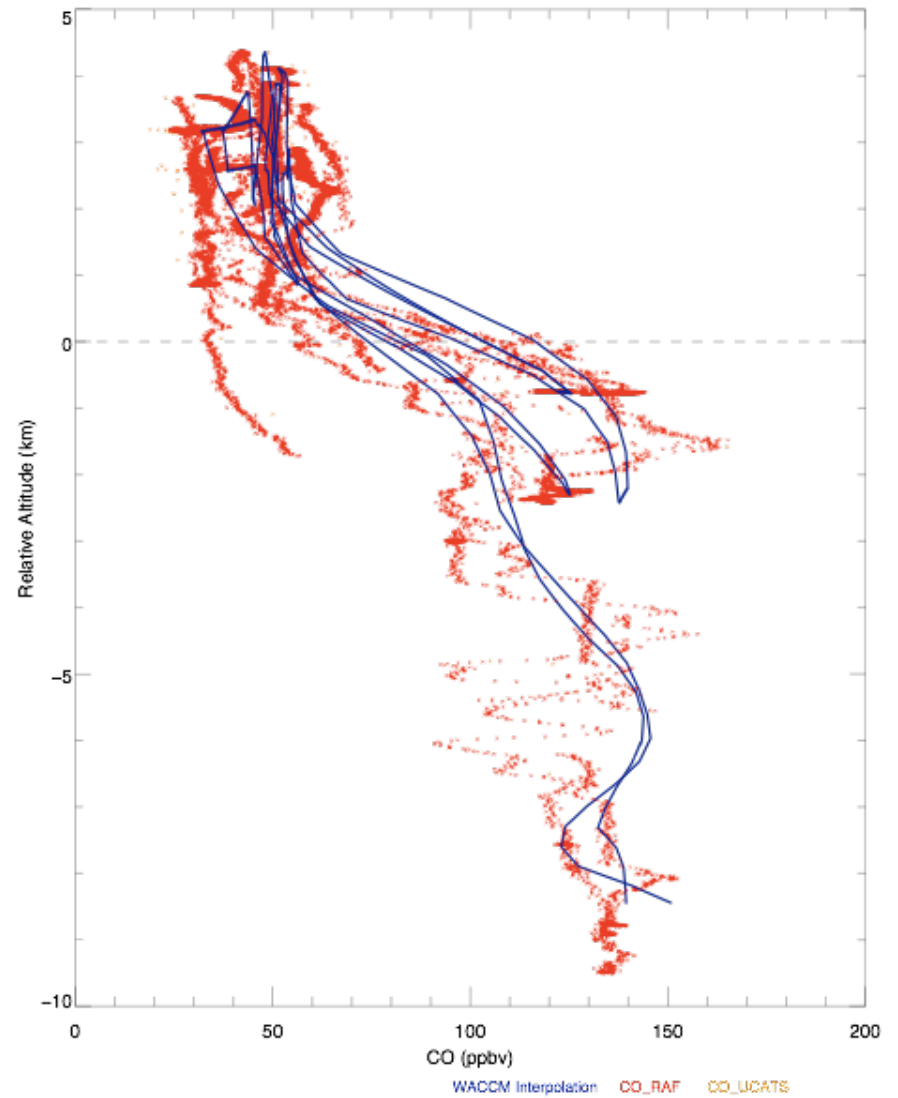 5
0
−5
−10
Relative Altitude (km)
0 50 100 150 200
CO (ppbv)
WACCM Interpolation CO_RAF CO_UCATS